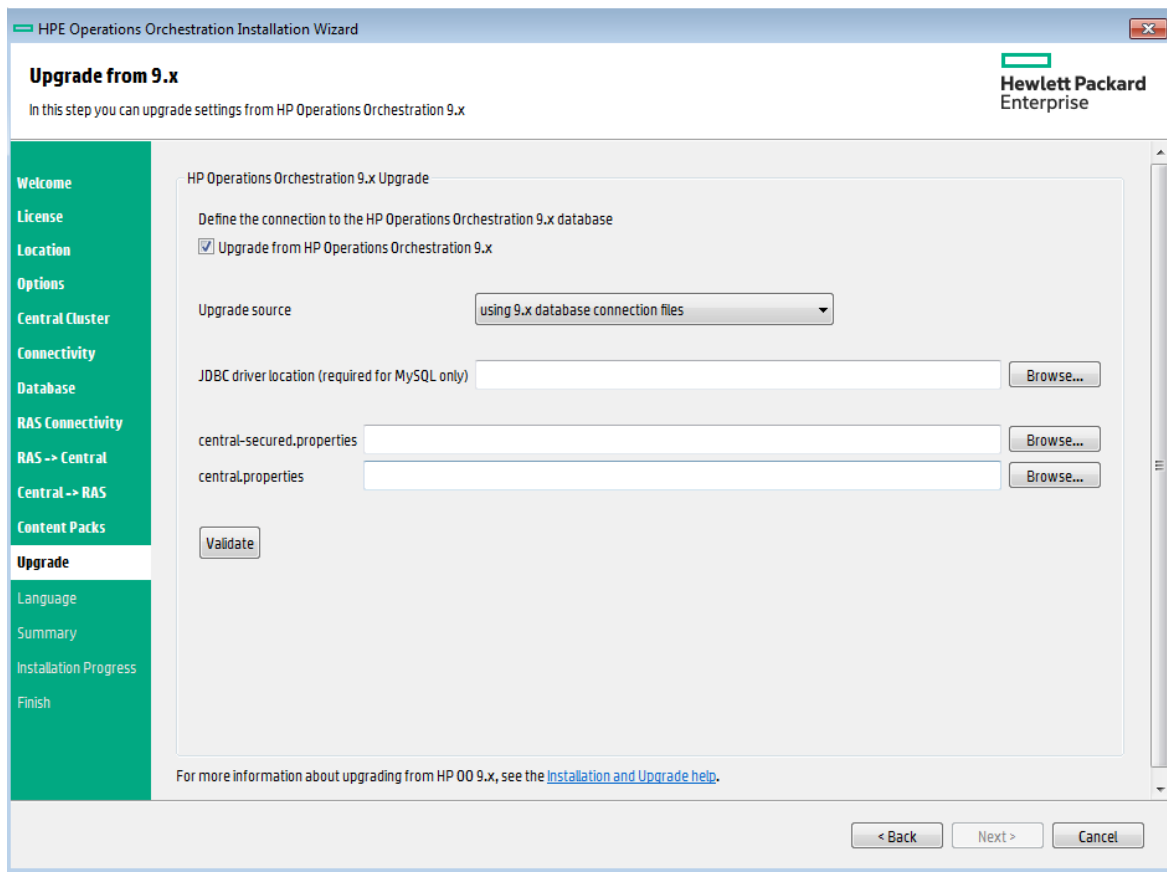 HPE Operations Orchestration Installation Wizard
Upgrade from 9.x
In this step you can upgrade settings from HP Operations Orchestration 9.x
Hewlett Packard
Enterprise
Welcome
License
Location
Options
Central Cluster
Connectivity
Database
RAS Connectivity
RAS -> Central
Central -> RAS
Content Packs
Upgrade
Language
Summary
Installation Progress
Finish
HP Operations Orchestration 9.x Upgrade
Define the connection to the HP Operations Orchestration 9.x database
Upgrade from HP Operations Orchestration 9.x
Upgrade source using 9.x database connection files
JDBC driver location (required for MySQL only) Browse...
central-secured.properties Browse...
central.properties Browse...
Validate
For more information about upgrading from HP OO 9.x, see the Installation and Upgrade help.
< Back Next > Cancel